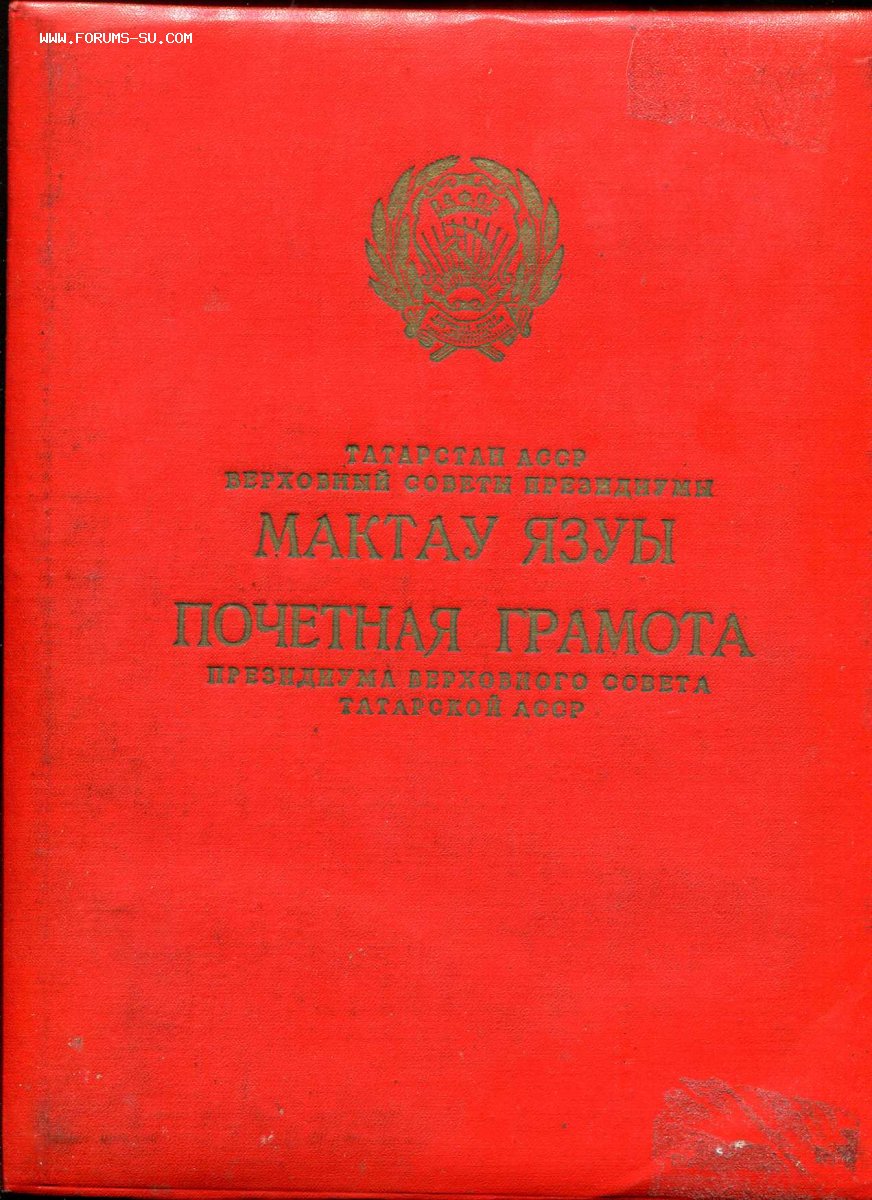 WWW.FORUMS-SU.COM
ТАТАРСТАН АССР
ВЕРХОВНЫЙ СОВЕТЫ ПРЕЗИДИУМЫ
МАКТАУ ЯЗУЫ
ПОЧЕТНАЯ ГРАМОТА
ПРЕЗИДИУМА ВЕРХОВНОГО СОВЕТА
ТАТАРСКОЙ АССР